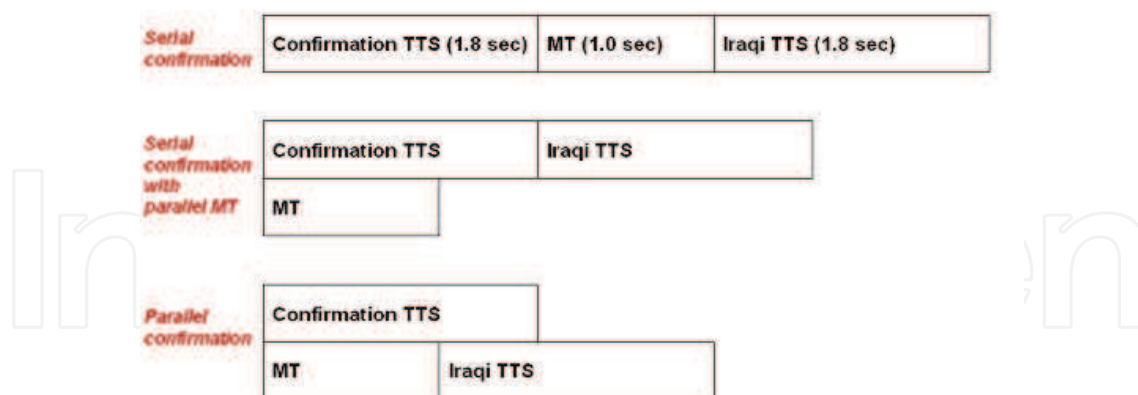 Serial
confirmation
Confirmation TTS (1.8 sec)
MT (1.0 sec)
Iraqi TTS (1.8 sec)
Serial
confirmation
with
parallel MT
Confirmation TTS
Iraqi TTS
MT
Parallel
confirmation
Confirmation TTS
MT
Iraqi TTS